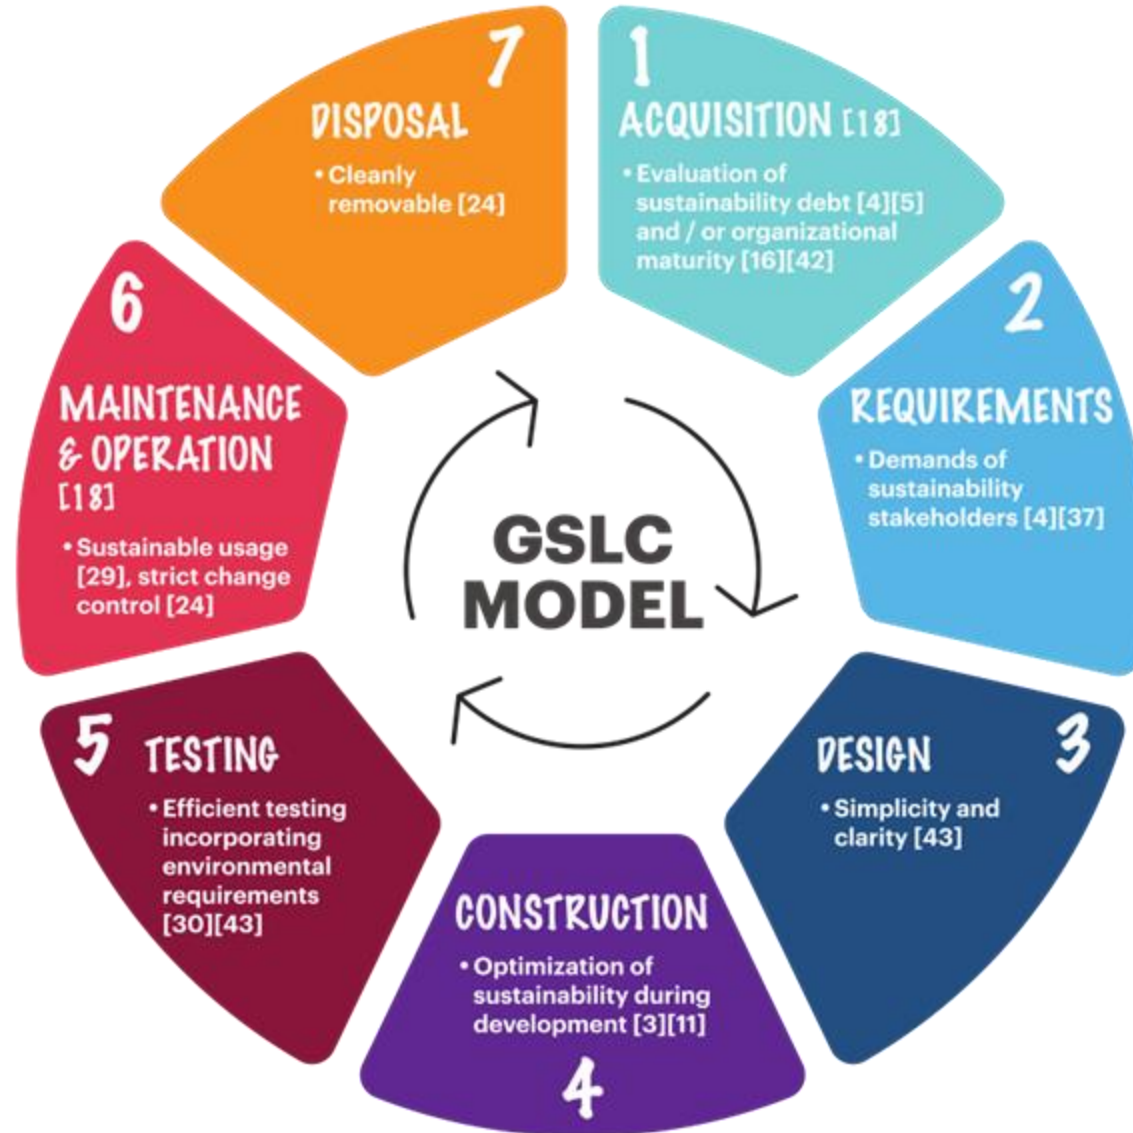 7
DISPOSAL
• Cleanly
removable [24]
1
ACQUISITION [18]
• Evaluation of
sustainability debt [4][5]
and / or organizational
maturity [16][42]
2
REQUIREMENTS
• Demands of
sustainability
stakeholders [4][37]
3
DESIGN
• Simplicity and
clarity [43]
CONSTRUCTION
• Optimization of
sustainability during
development [3][11]
4
5
TESTING
• Efficient testing
incorporating
environmental
requirements
[30][43]
6
MAINTENANCE
& OPERATION
[18]
• Sustainable usage
[29], strict change
control [24]
GSLC
MODEL